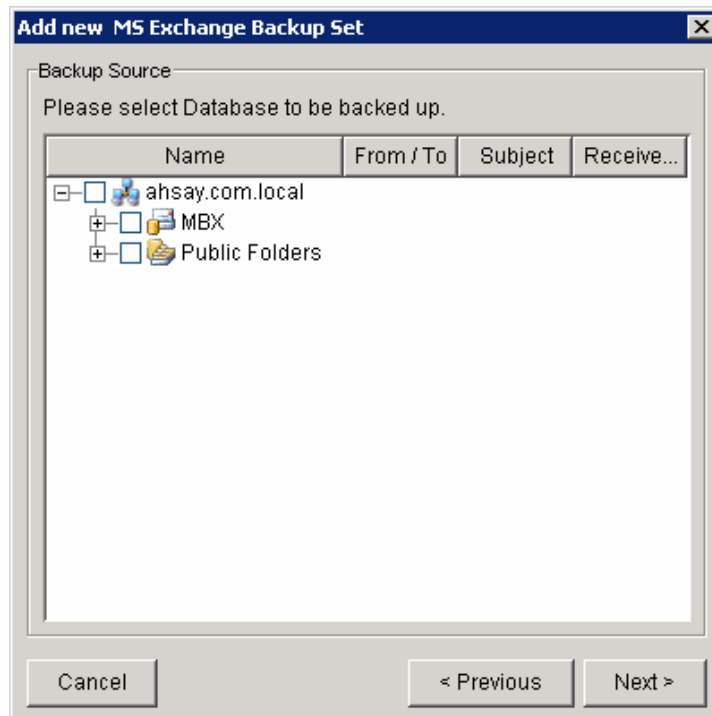 Add new MS Exchange Backup Set
Backup Source
Please select Database to be backed up.
Name From / To Subject Receive...
ahsay.com.local
MBX
Public Folders
Cancel < Previous Next >